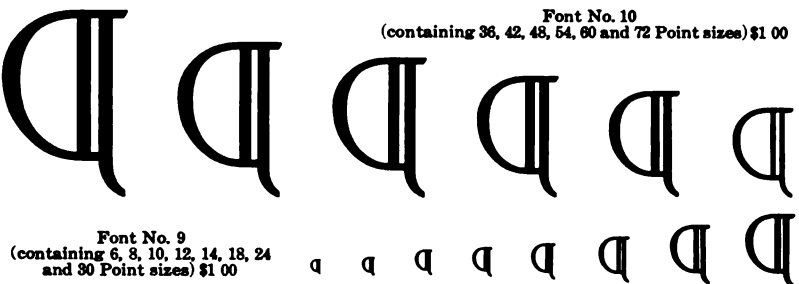 Font No. 10
(containing 36, 42, 48, 54, 60 and 72 Point sizes) $1 00
¶ ¶ ¶ ¶ ¶ ¶
Font No. 9
(containing 6, 8, 10, 12, 14, 18, 24
and 30 Point sizes) $1 00
¶ ¶ ¶ ¶ ¶ ¶ ¶ ¶